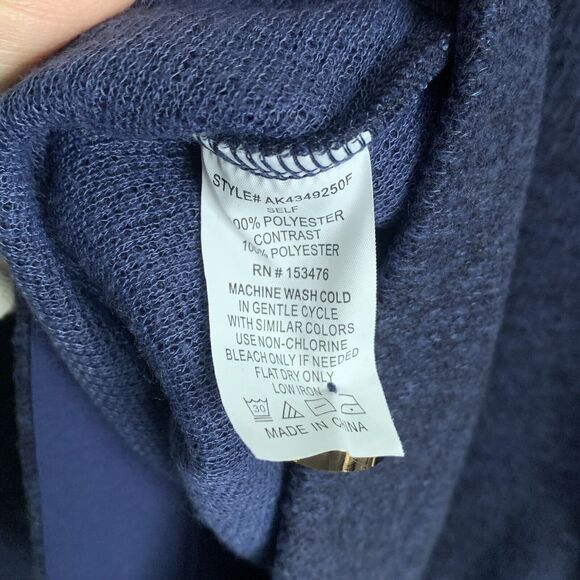 STYLE# AK4349250F
SELF
00% POLYESTER
CONTRAST
100% POLYESTER
RN # 153476
MACHINE WASH COLD
IN GENTLE CYCLE
WITH SIMILAR COLORS
USE NON-CHLORINE
BLEACH ONLY IF NEEDED
FLAT DRY ONLY
LOW IRON
30
MADE IN CHINA